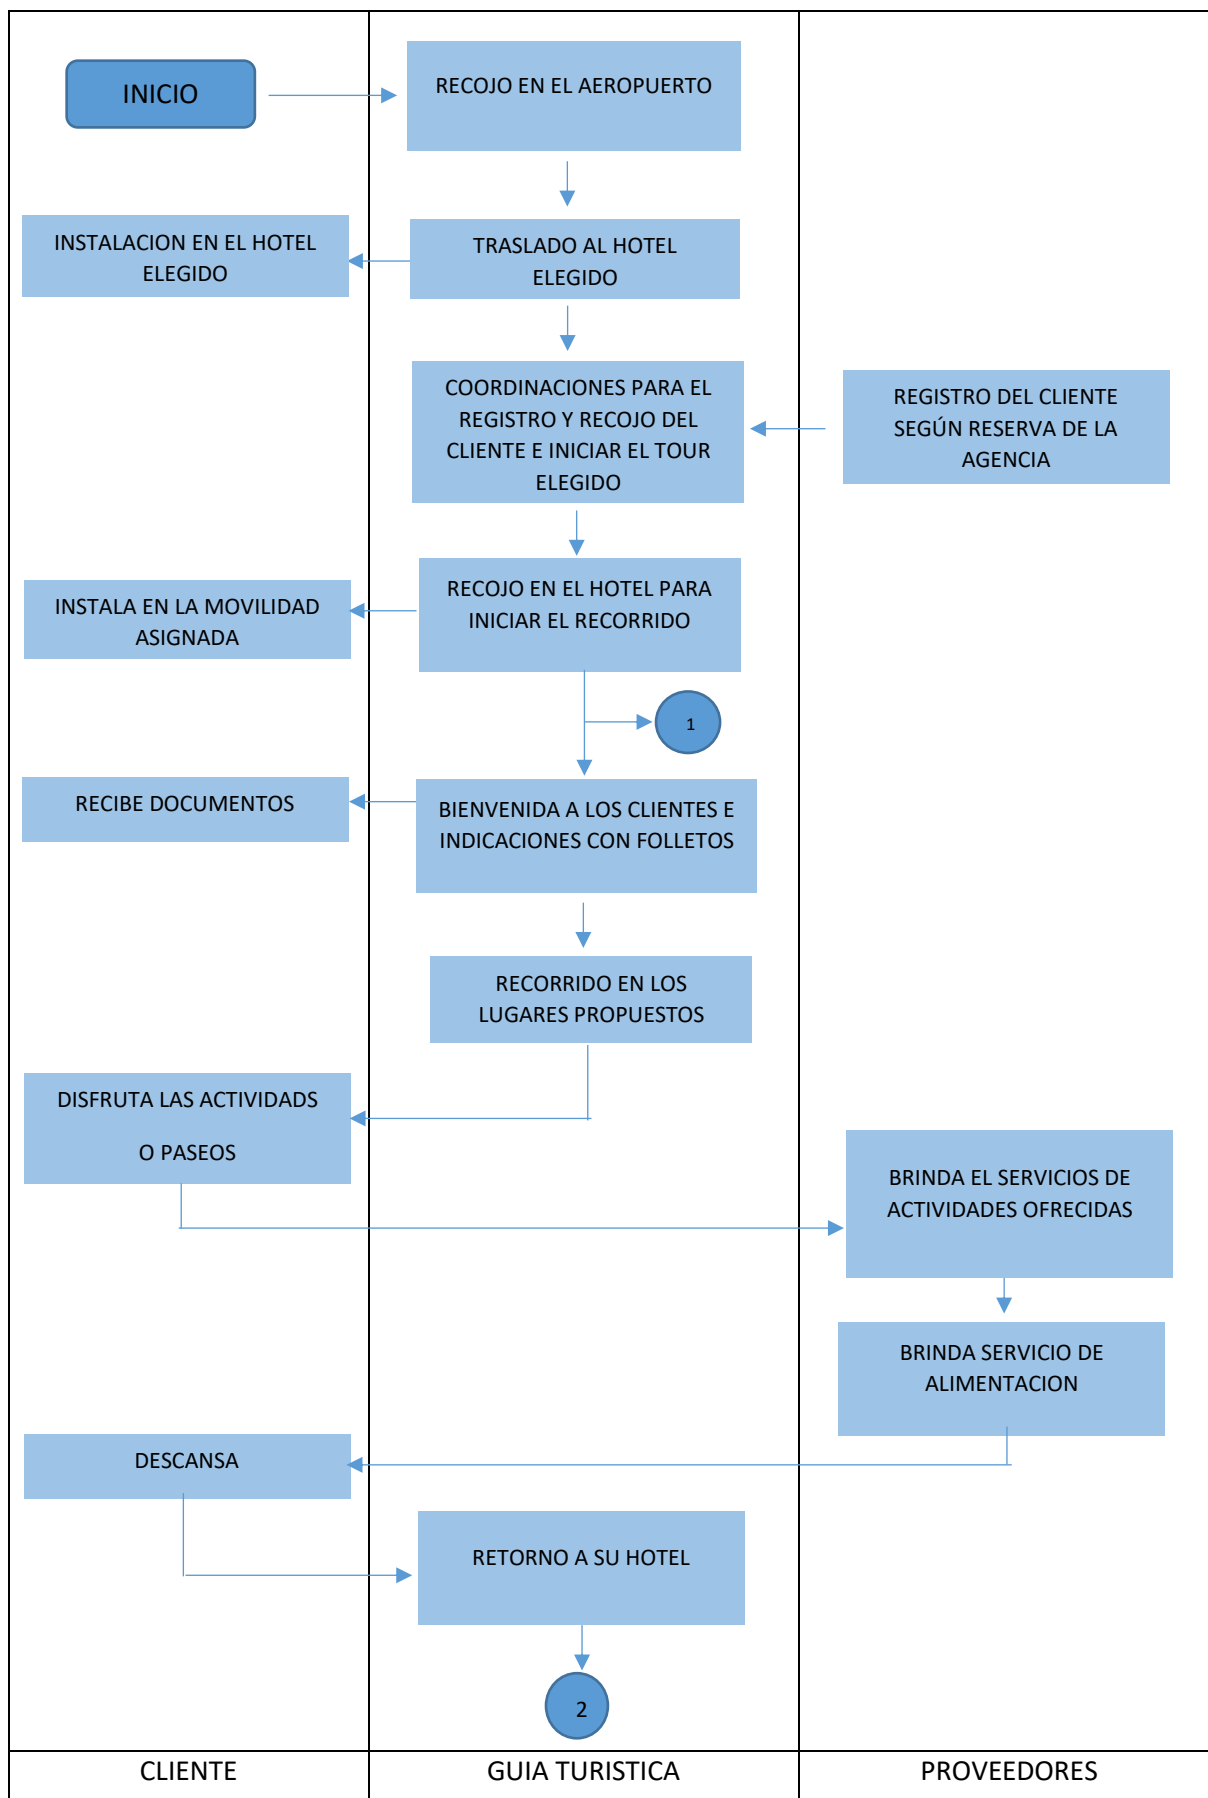 INICIO
RECOJO EN EL AEROPUERTO
INSTALACION EN EL HOTEL
ELEGIDO
TRASLADO AL HOTEL
ELEGIDO
COORDINACIONES PARA EL
REGISTRO Y RECOJO DEL
CLIENTE E INICIAR EL TOUR
ELEGIDO
REGISTRO DEL CLIENTE
SEGÚN RESERVA DE LA
AGENCIA
INSTALA EN LA MOVILIDAD
ASIGNADA
RECOJO EN EL HOTEL PARA
INICIAR EL RECORRIDO
1
RECIBE DOCUMENTOS
BIENVENIDA A LOS CLIENTES E
INDICACIONES CON FOLLETOS
RECORRIDO EN LOS
LUGARES PROPUESTOS
DISFRUTA LAS ACTIVIDADS
O PASEOS
BRINDA EL SERVICIOS DE
ACTIVIDADES OFRECIDAS
BRINDA SERVICIO DE
ALIMENTACION
DESCANSA
RETORNO A SU HOTEL
2
CLIENTE
GUIA TURISTICA
PROVEEDORES